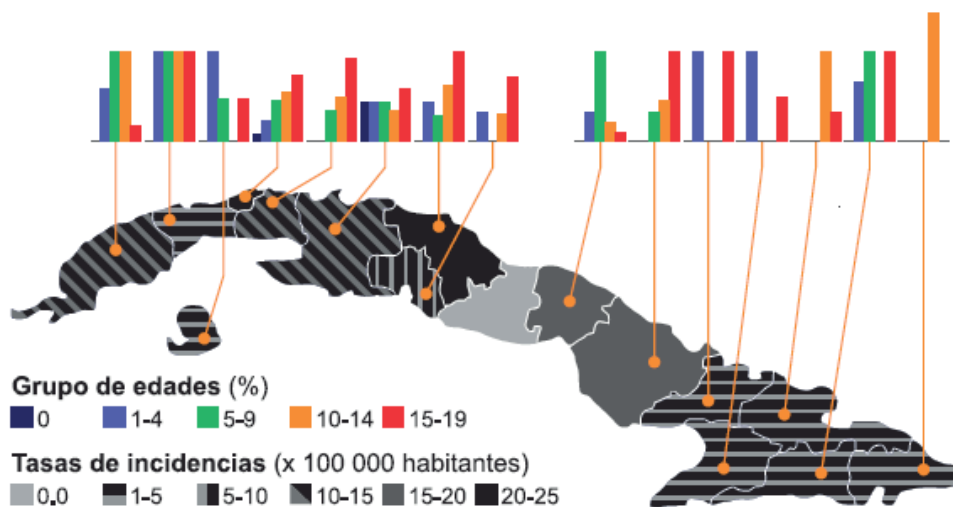 Grupo de edades (%)
0 1-4 5-9 10-14 15-19
Tasas de incidencias (x 100 000 habitantes)
0,0 1-5 5-10 10-15 15-20 20-25